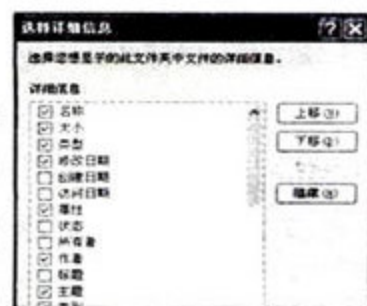 选择详细信息
选择您想显示的此文件夹中文件的详细信息。
详细信息
名称
大小
类型
修改日期
创建日期
访问日期
属性
状态
所有者
作者
标题
主题
上移(U)
下移(D)
隐藏(H)